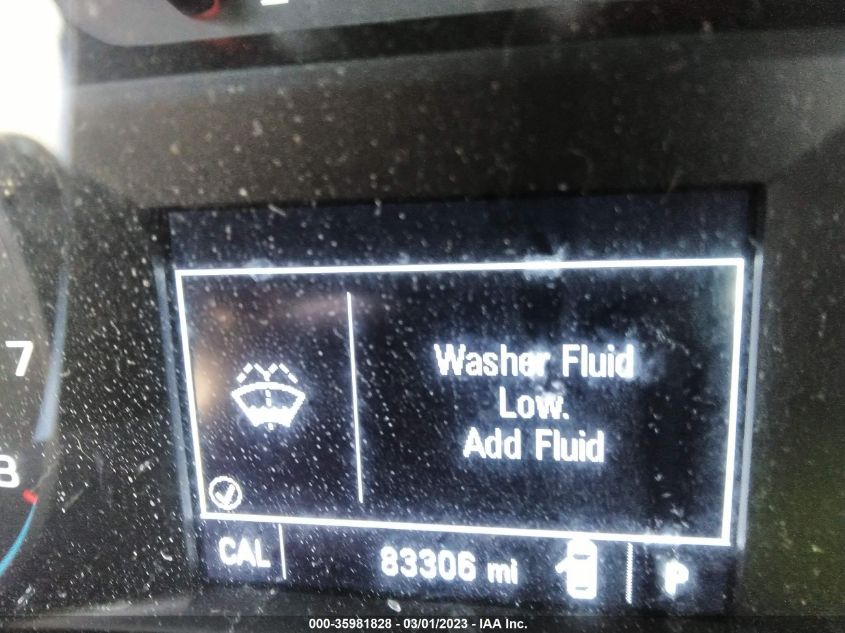 7
8
Washer Fluid
Low.
Add Fluid
CAL 83306 mi P
000-35981828 - 03/01/2023 - IAA Inc.